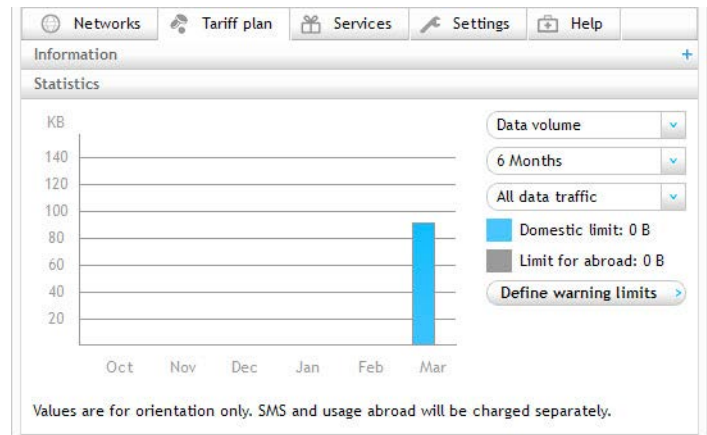 Networks Tariff plan Services Settings Help
Information +
Statistics
KB
Data volume
140
6 Months
120
All data traffic
100
Domestic limit: 0 B
80
Limit for abroad: 0 B
60
Define warning limits
40
20
Oct Nov Dec Jan Feb Mar
Values are for orientation only. SMS and usage abroad will be charged separately.